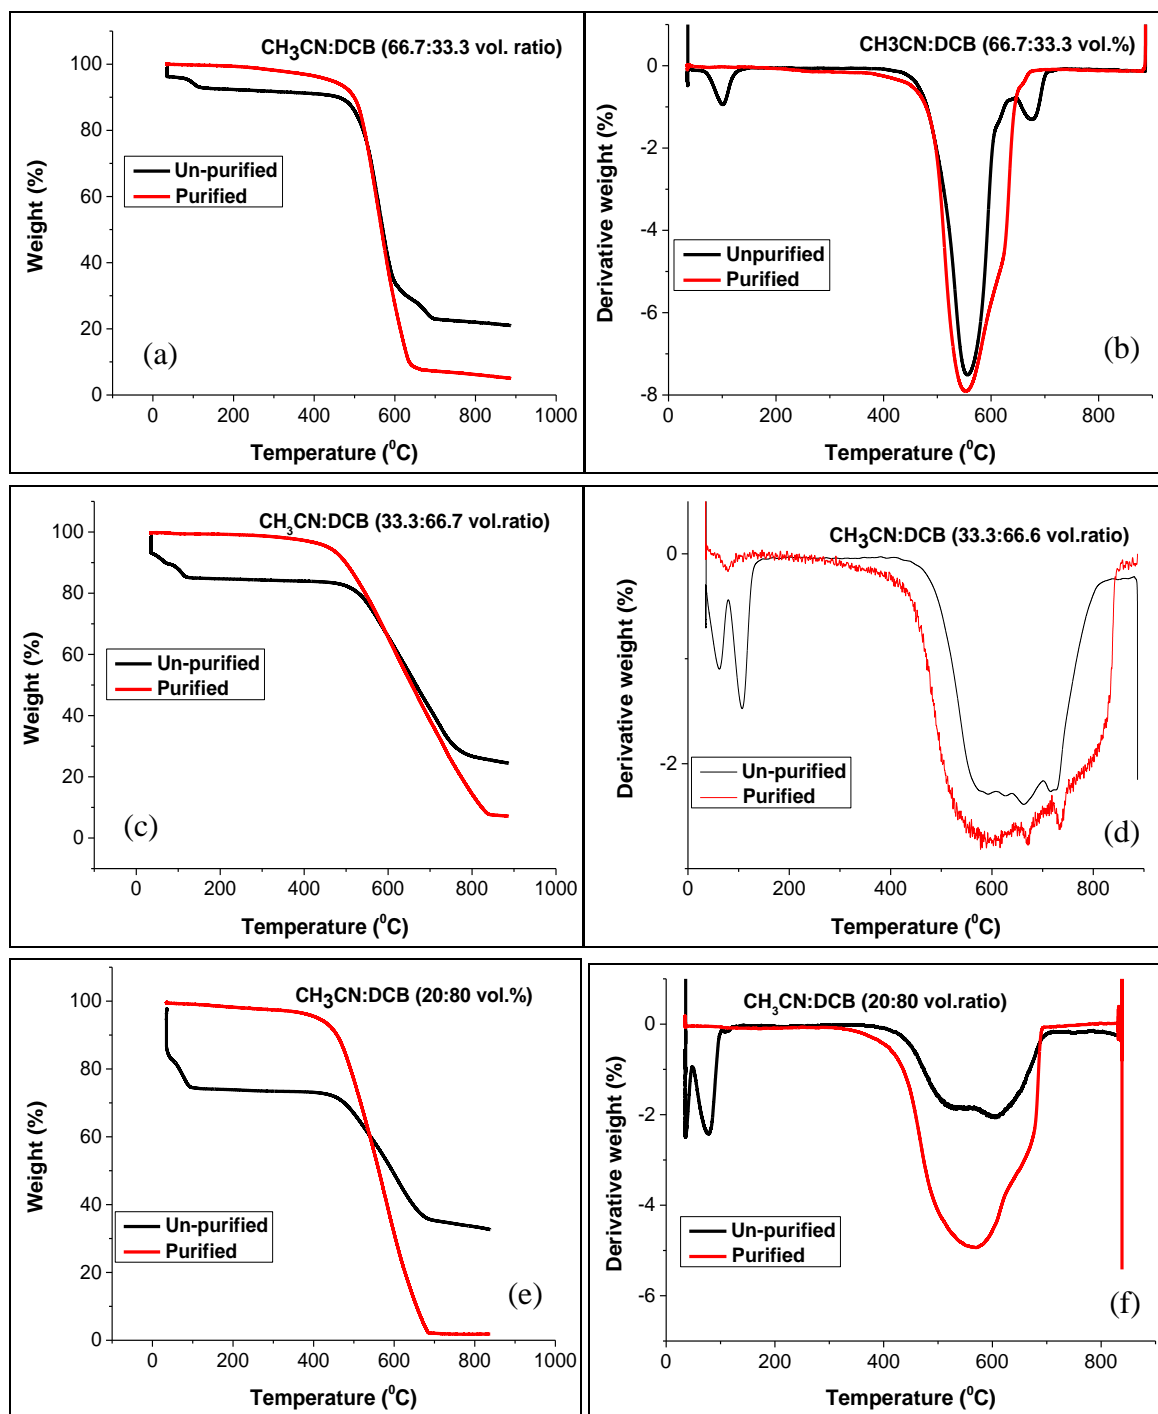 CH3CN:DCB (66.7:33.3 vol. ratio)
100
80
60
40
20
0
Weight (%)
Un-purified
Purified
(a)
0 200 400 600 800 1000
Temperature (⁰C)
CH3CN:DCB (66.7:33.3 vol.%)
0
-2
-4
-6
-8
Derivative weight (%)
Unpurified
Purified
(b)
0 200 400 600 800
Temperature (⁰C)
CH₃CN:DCB (33.3:66.7 vol.ratio)
100
80
60
40
20
0
Weight (%)
Un-purified
Purified
(c)
0 200 400 600 800 1000
Temperature (⁰C)
CH3CN:DCB (33.3:66.6 vol.ratio)
0
-2
Derivative weight (%)
Un-purified
Purified
(d)
0 200 400 600 800
Temperature (⁰C)
CH3CN:DCB (20:80 vol.%)
100
80
60
40
20
0
Weight (%)
Un-purified
Purified
(e)
0 200 400 600 800 1000
Temperature (⁰C)
CH₃CN:DCB (20:80 vol.ratio)
0
-2
-4
-6
Derivative weight (%)
Un-purified
Purified
(f)
0 200 400 600 800
Temperature (⁰C)